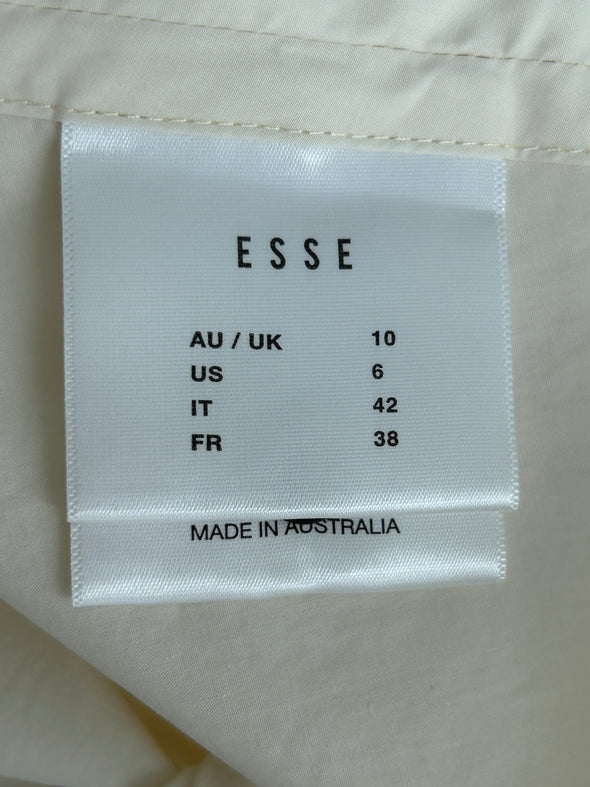 ESSE
AU / UK 10
US 6
IT 42
FR 38
MADE IN AUSTRALIA